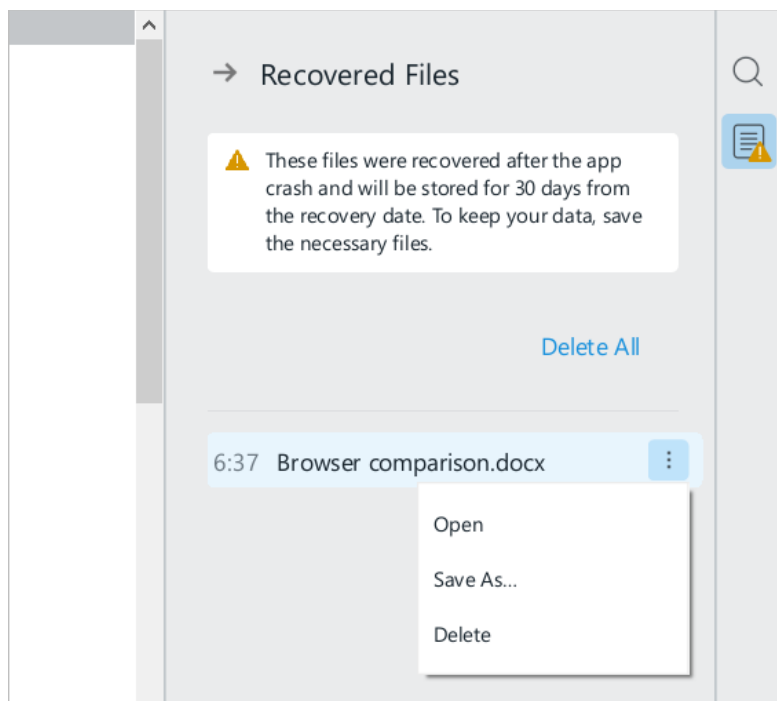 Recovered Files
These files were recovered after the app
crash and will be stored for 30 days from
the recovery date. To keep your data, save
the necessary files.
Delete All
6:37 Browser comparison.docx
Open
Save As...
Delete